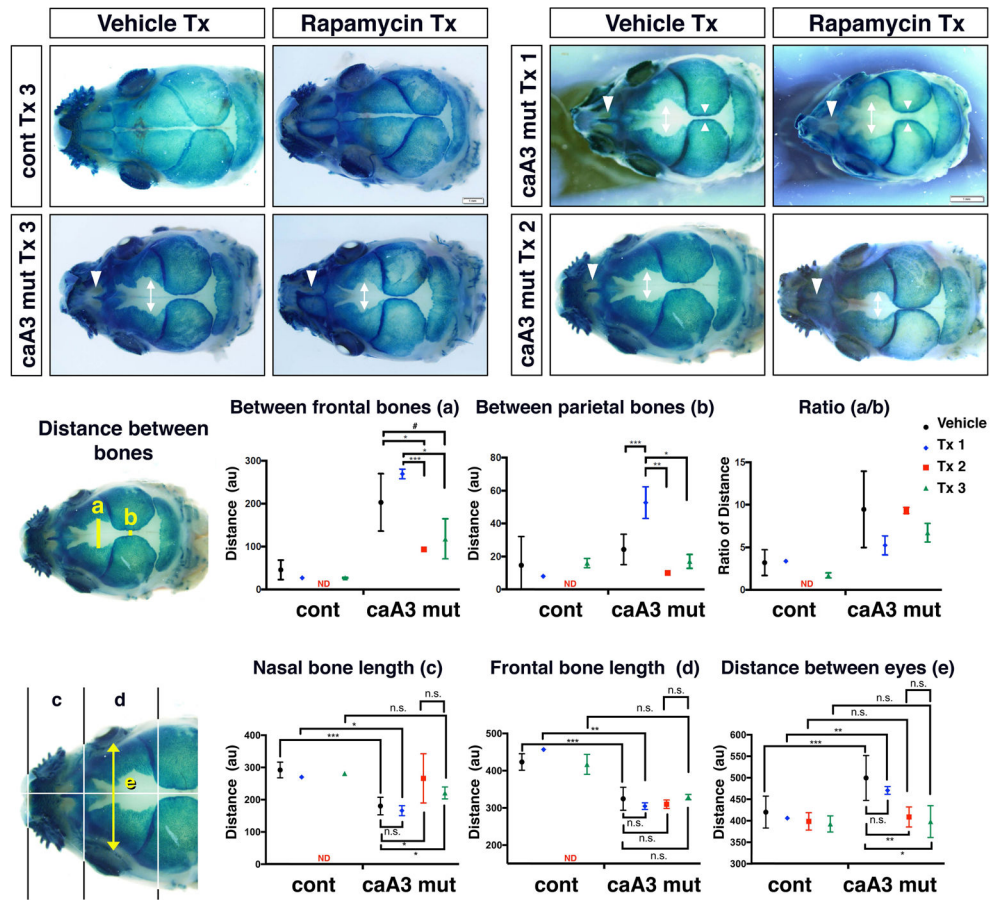 Vehicle Tx
Rapamycin Tx
Vehicle Tx
Rapamycin Tx
cont Tx 3
caA3 mut Tx 1
caA3 mut Tx 3
caA3 mut Tx 2
Distance between
bones
a
b
Between frontal bones (a)
Distance (au)
300
200
100
0
#
*
*
***
ND
cont
caA3 mut
Between parietal bones (b)
Distance (au)
80
60
40
20
0
***
*
**
ND
cont
caA3 mut
Ratio (a/b)
Ratio of Distance
15
10
5
0
ND
cont
caA3 mut
Vehicle
Tx 1
Tx 2
Tx 3
c
d
e
Nasal bone length (c)
Distance (au)
400
300
200
100
0
n.s.
n.s.
*
***
n.s.
*
*
ND
cont
caA3 mut
Frontal bone length (d)
Distance (au)
500
400
300
200
n.s.
n.s.
**
***
n.s.
n.s.
n.s.
ND
cont
caA3 mut
Distance between eyes (e)
Distance (au)
600
550
500
450
400
350
300
n.s.
n.s.
n.s.
**
***
n.s.
**
*
cont
caA3 mut